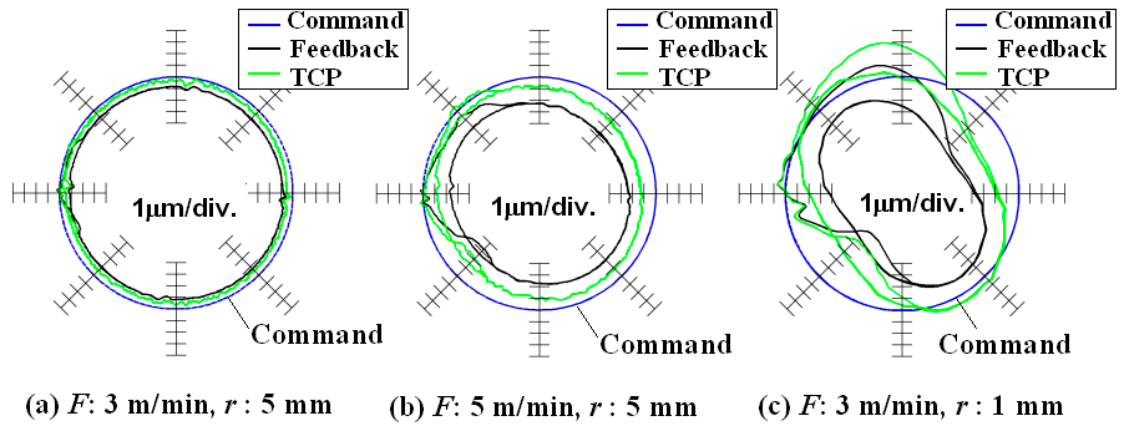 Command
Feedback
TCP
1μm/div.
Command
(a) F: 3 m/min, r : 5 mm
Command
Feedback
TCP
1μm/div.
Command
(b) F: 5 m/min, r : 5 mm
Command
Feedback
TCP
1μm/div.
Command
(c) F: 3 m/min, r : 1 mm